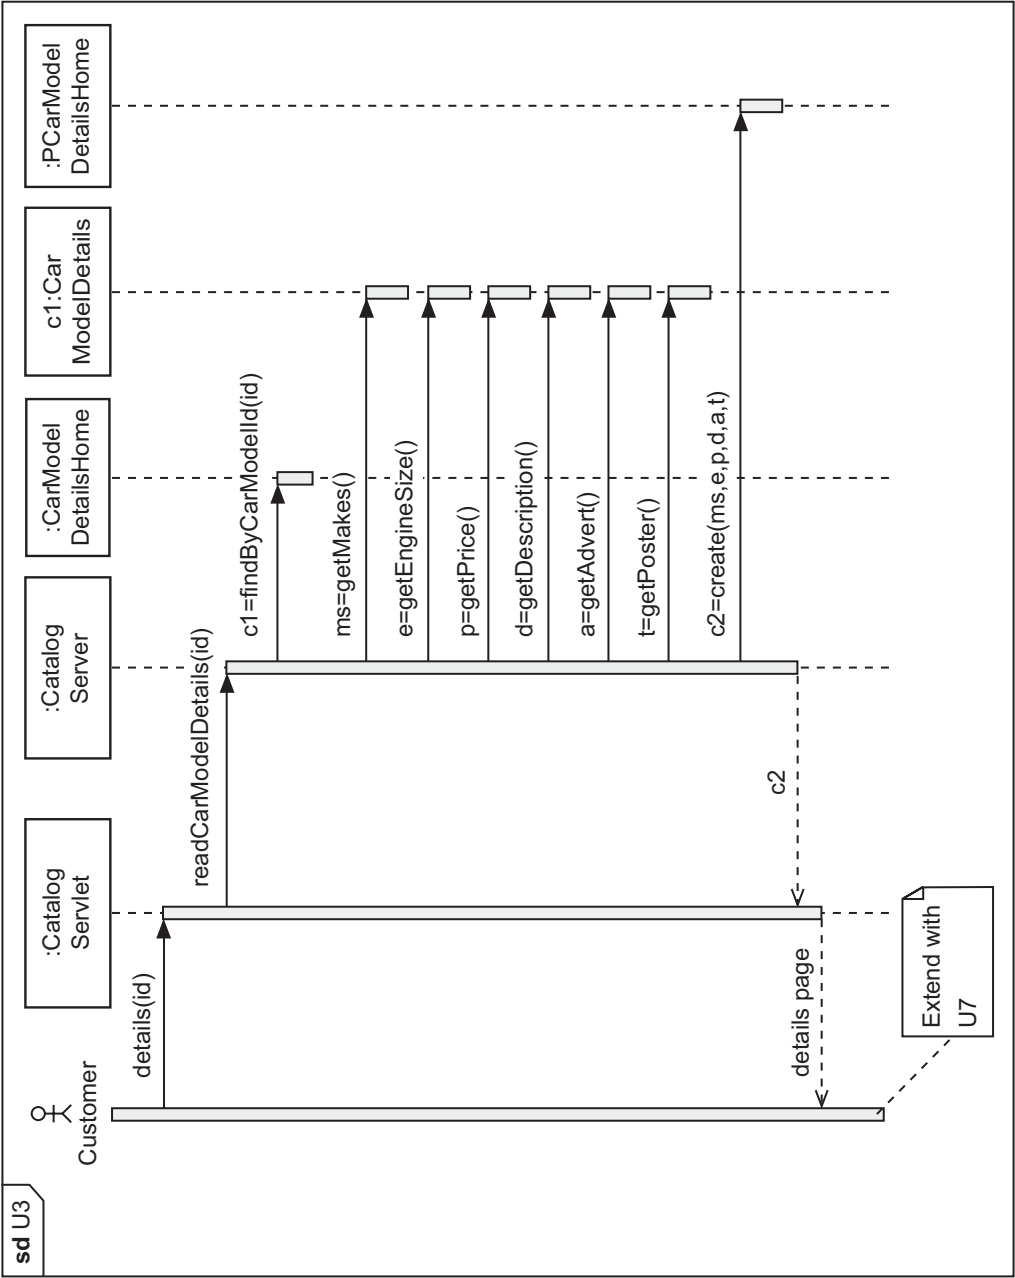 sd U3
Customer
:Catalog
Servlet
:Catalog
Server
:CarModel
DetailsHome
c1:Car
ModelDetails
:PCarModel
DetailsHome
details(id)
readCarModelDetails(id)
c1=findByCarModelId(id)
ms=getMakes()
e=getEngineSize()
p=getPrice()
d=getDescription()
a=getAdvert()
t=getPoster()
c2=create(ms,e,p,d,a,t)
c2
details page
Extend with
U7